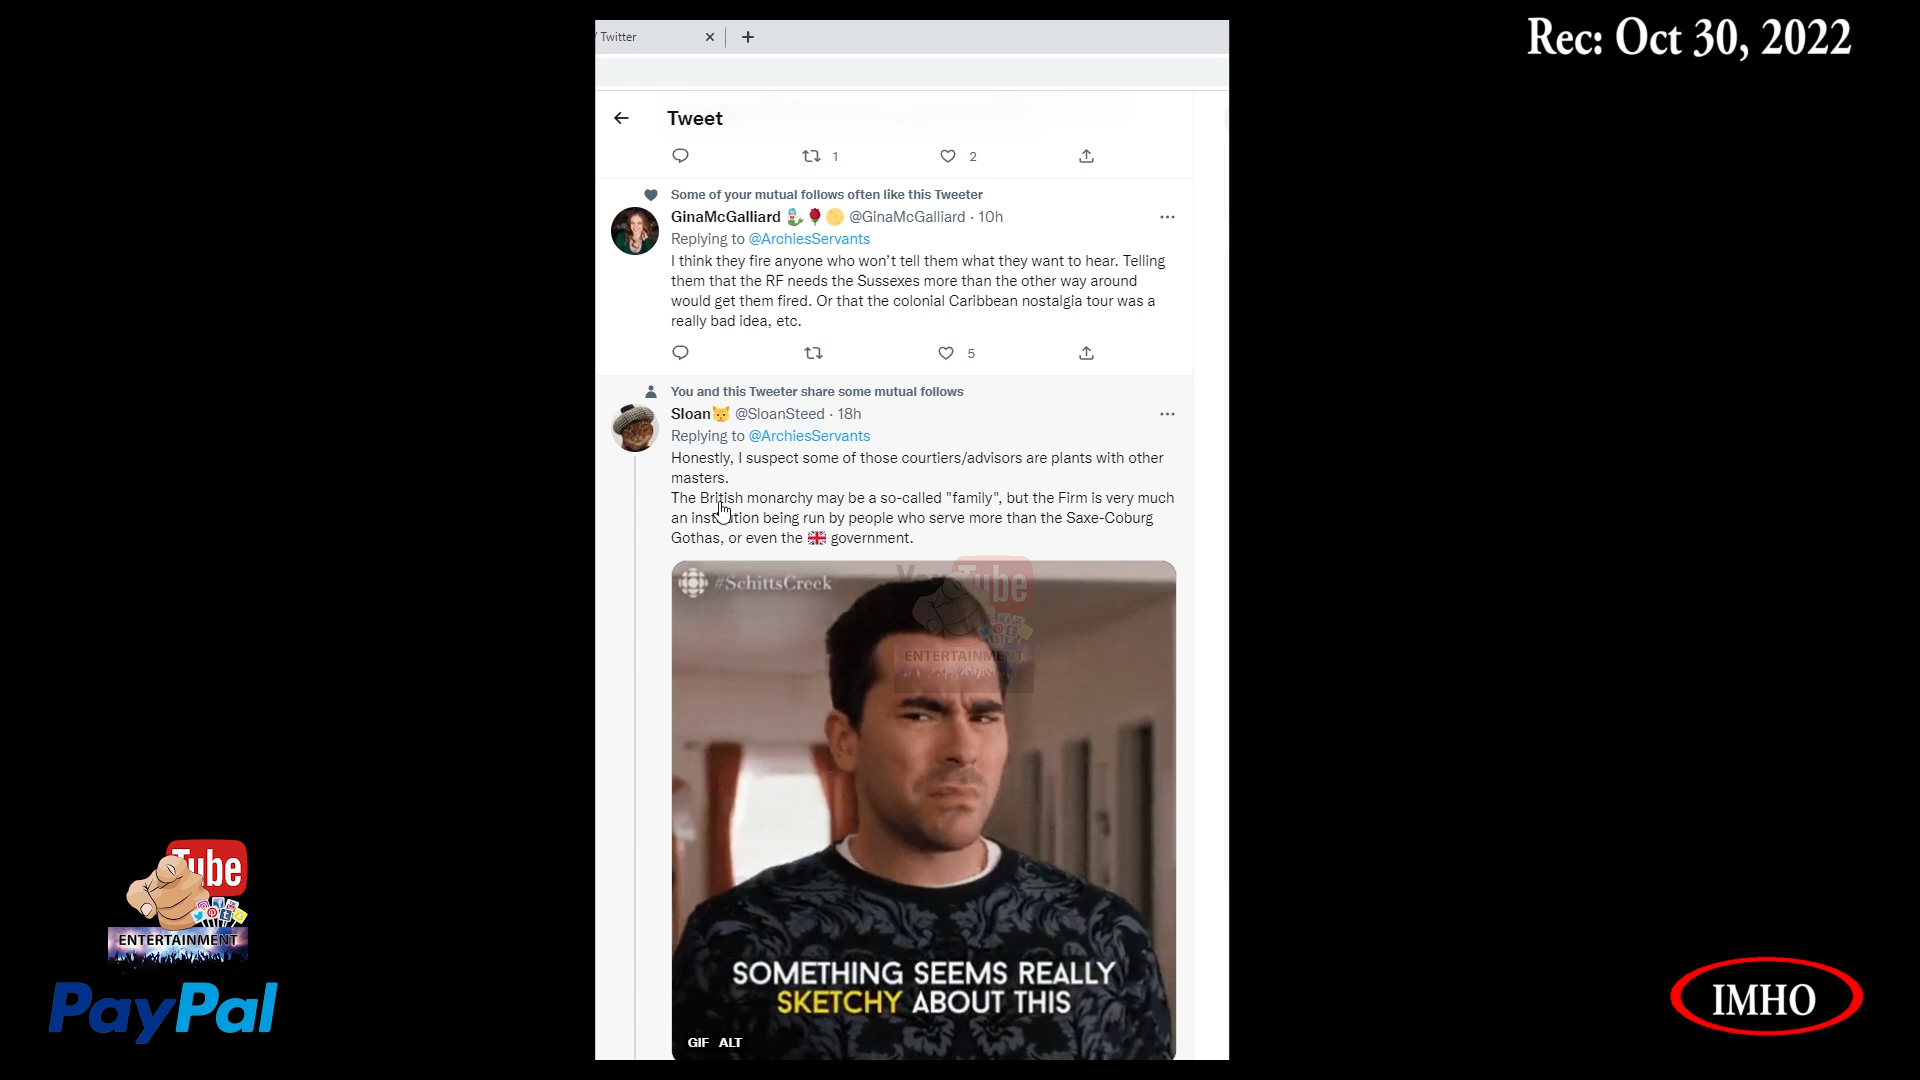 / Twitter
Rec: Oct 30, 2022
Tweet
1
2
Some of your mutual follows often like this Tweeter
GinaMcGalliard @GinaMcGalliard · 10h
Replying to @ArchiesServants
I think they fire anyone who won’t tell them what they want to hear. Telling
them that the RF needs the Sussexes more than the other way around
would get them fired. Or that the colonial Caribbean nostalgia tour was a
really bad idea, etc.
5
You and this Tweeter share some mutual follows
Sloan @SloanSteed · 18h
Replying to @ArchiesServants
Honestly, I suspect some of those courtiers/advisors are plants with other
masters.
The British monarchy may be a so-called "family", but the Firm is very much
an institution being run by people who serve more than the Saxe-Coburg
Gothas, or even the 🇬🇧 government.
#SchittsCreek
YouTube
ENTERTAINMENT
SOMETHING SEEMS REALLY
SKETCHY ABOUT THIS
GIF ALT
Tube
ENTERTAINMENT
PayPal
IMHO